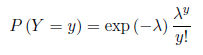 P(Y = y) = exp(−λ) λ^y / y!